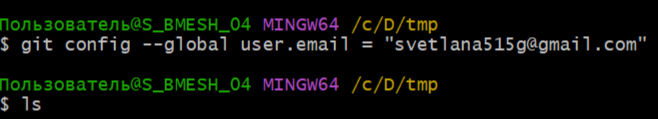 Пользователь@S_BMESH_04 MINGW64 /c/D/tmp
$ git config --global user.email = "svetlana515g@gmail.com"
Пользователь@S_BMESH_04 MINGW64 /c/D/tmp
$ ls